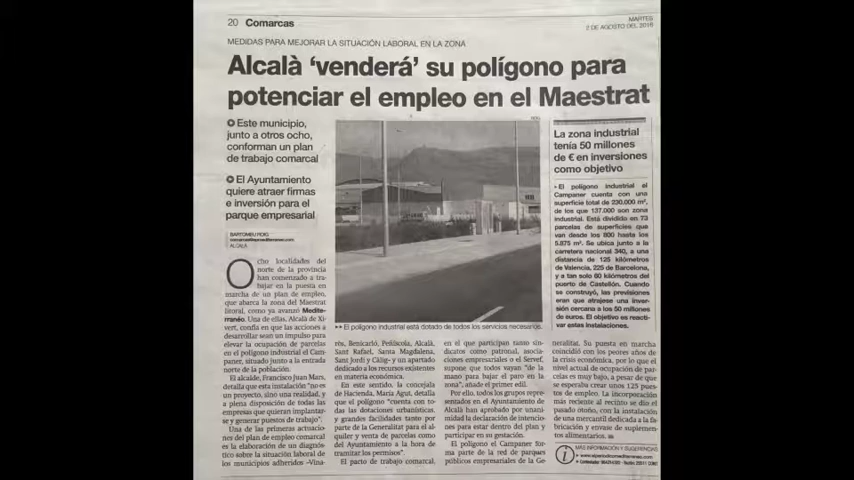 20 Comarcas
MARTES
2 DE AGOSTO DEL 2016
MEDIDAS PARA MEJORAR LA SITUACIÓN LABORAL EN LA ZONA
Alcalà ‘venderá’ su polígono para
potenciar el empleo en el Maestrat
Este municipio,
junto a otros ocho,
conforman un plan
de trabajo comarcal
El Ayuntamiento
quiere atraer firmas
e inversión para el
parque empresarial
BARTOMEU ROIG
ALCALÀ
Ocho localidades del
norte de la provincia
han comenzado a tra-
bajar en la puesta en
marcha de un plan de empleo,
que abarca la zona del Maestrat
litoral, como ya avanzó Mediter-
ráneo. Una de ellas, Alcalà de Xi-
vert, confía en que las acciones a
desarrollar sean un impulso para
elevar la ocupación de parcelas
en el polígono industrial el Cam-
paner, situado junto a la entrada
norte de la población.
El alcalde, Francisco Juan Mars,
detalla que esta instalación “no es
un proyecto, sino una realidad, y
a plena disposición de todas las
empresas que quieran implantar-
se y generar puestos de trabajo”.
Una de las primeras actuacio-
nes del plan de empleo comarcal
es la elaboración de un diagnós-
tico sobre la situación laboral de
los municipios adheridos –Vina-
El polígono industrial está dotado de todos los servicios necesarios.
ròs, Benicarló, Peñíscola, Alcalà,
Sant Rafael, Santa Magdalena,
Sant Jordi y Càlig– y un apartado
dedicado a los recursos existentes
en materia económica.
En este sentido, la concejala
de Hacienda, María Agut, detalla
que el polígono “cuenta con to-
das las dotaciones urbanísticas,
y grandes facilidades tanto por
parte de la Generalitat para el al-
quiler y venta de parcelas como
del Ayuntamiento a la hora de
tramitar los permisos”.
El pacto de trabajo comarcal,
en el que participan tanto sin-
dicatos como patronal, asocia-
ciones empresariales o el Servef,
supone que todos vayan “de la
mano para bajar el paro en la
zona”, añade el primer edil.
Por ello, todos los grupos repre-
sentados en el Ayuntamiento de
Alcalà han aprobado por unani-
midad la declaración de intencio-
nes para estar dentro del plan y
participar en su gestación.
El polígono el Campaner for-
ma parte de la red de parques
públicos empresariales de la Ge-
neralitat. Su puesta en marcha
coincidió con los peores años de
la crisis económica, por lo que el
nivel actual de ocupación de par-
celas es muy bajo, a pesar de que
se esperaba crear unos 125 pues-
tos de empleo. La incorporación
más reciente al recinto se dio el
pasado otoño, con la instalación
de una mercantil dedicada a la fa-
bricación y envase de suplemen-
tos alimentarios.
La zona industrial
tenía 50 millones
de € en inversiones
como objetivo
El polígono industrial el
Campaner cuenta con una
superficie total de 230.000 m²,
de los que 137.000 son zona
industrial. Está dividido en 73
parcelas de superficies que
van desde los 800 hasta los
5.875 m². Se ubica junto a la
carretera nacional 340, a una
distancia de 125 kilómetros
de Valencia, 225 de Barcelona,
y a tan solo 60 kilómetros del
puerto de Castellón. Cuando
se construyó, las previsiones
eran que atrajese una inver-
sión cercana a los 50 millones
de euros. El objetivo es reacti-
var estas instalaciones.
MÁS INFORMACIÓN Y SUGERENCIAS
www.elperiodicomediterraneo.com